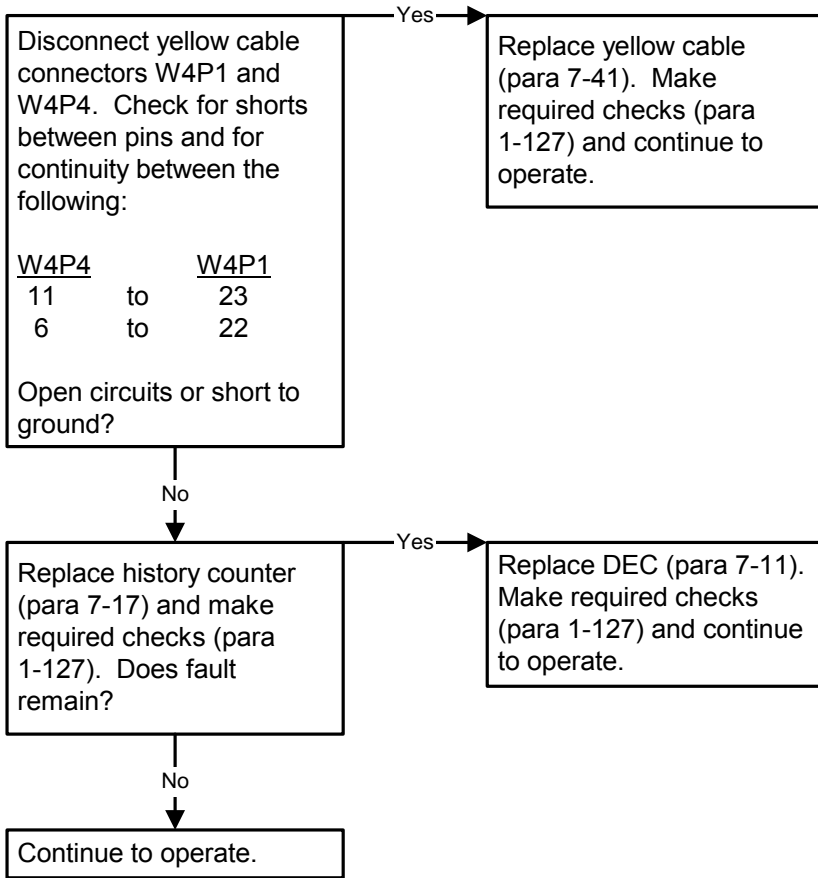 Disconnect yellow cable
connectors W4P1 and
W4P4. Check for shorts
between pins and for
continuity between the
following:
W4P4 W4P1
11 to 23
6 to 22
Open circuits or short to
ground?
Yes
Replace yellow cable
(para 7-41). Make
required checks (para
1-127) and continue to
operate.
No
Replace history counter
(para 7-17) and make
required checks (para
1-127). Does fault
remain?
Yes
Replace DEC (para 7-11).
Make required checks
(para 1-127) and continue
to operate.
No
Continue to operate.